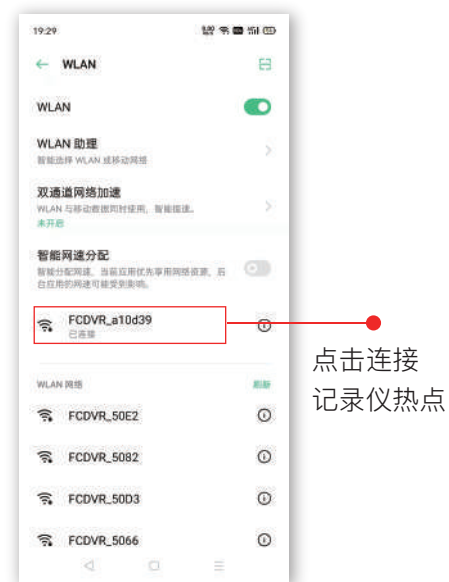 19:29
WLAN
WLAN
WLAN 助理
智能选择 WLAN 或移动网络
双通道网络加速
WLAN 与移动数据同时使用，智能提速。
未开启
智能网速分配
智能分配网速，当前应用优先享用网络资源，后
台应用的网速可能受到影响。
FCDVR_a10d39
已连接
点击连接
记录仪热点
WLAN 网络
刷新
FCDVR_50E2
FCDVR_5082
FCDVR_50D3
FCDVR_5066